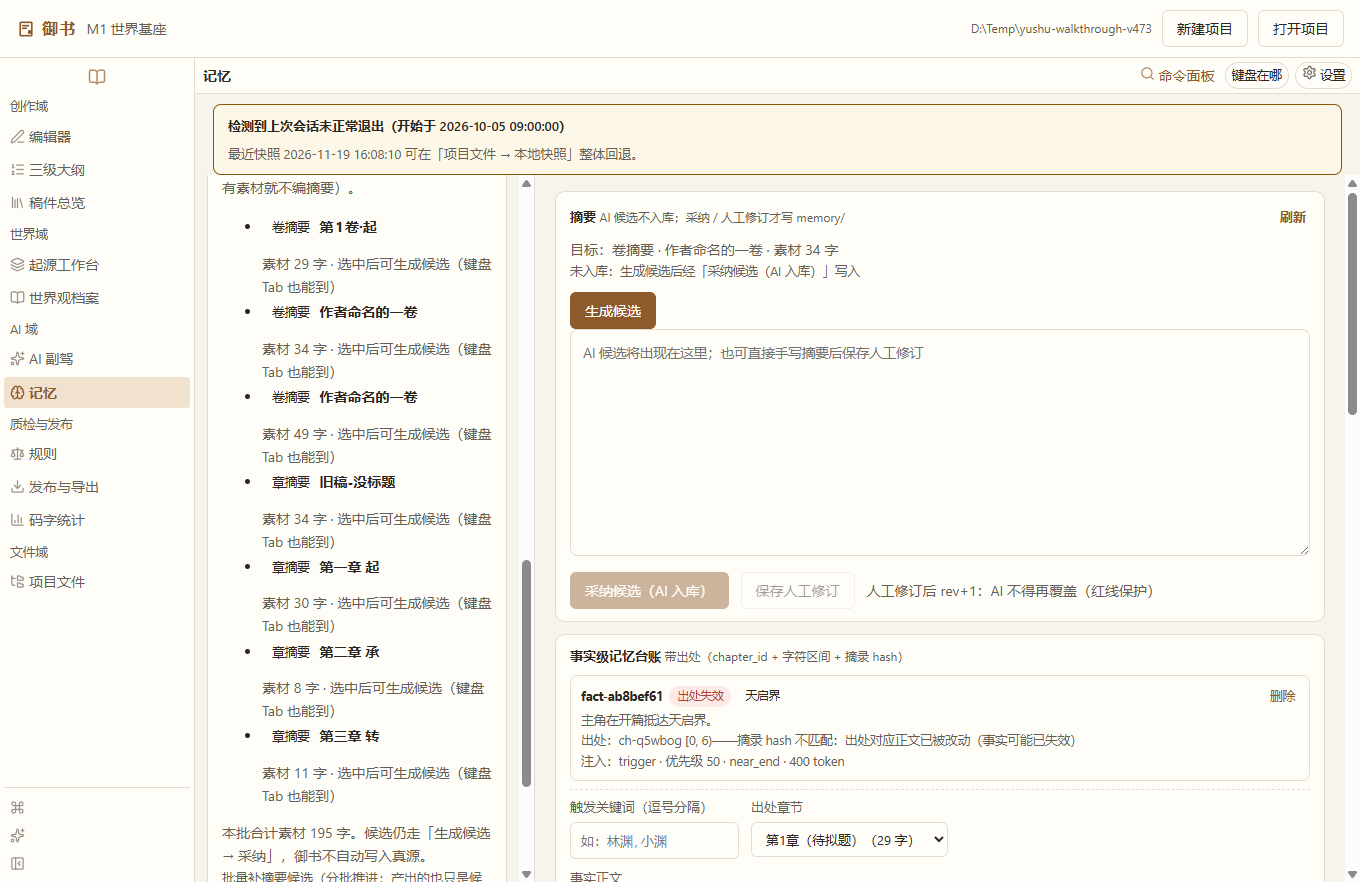 御书 M1 世界基座
D:\Temp\yushu-walkthrough-v473 新建项目 打开项目
创作域
编辑器
三级大纲
稿件总览
世界域
起源工作台
世界观档案
AI 域
AI 副驾
记忆
质检与发布
规则
发布与导出
码字统计
文件域
项目文件
记忆
命令面板 键盘在哪 设置
检测到上次会话未正常退出（开始于 2026-10-05 09:00:00）
最近快照 2026-11-19 16:08:10 可在「项目文件 → 本地快照」整体回退。
有素材就不编摘要）。
卷摘要 第1卷·起
素材 29 字 · 选中后可生成候选（键盘
Tab 也能到）
卷摘要 作者命名的一卷
素材 34 字 · 选中后可生成候选（键盘
Tab 也能到）
卷摘要 作者命名的一卷
素材 49 字 · 选中后可生成候选（键盘
Tab 也能到）
章摘要 旧稿-没标题
素材 34 字 · 选中后可生成候选（键盘
Tab 也能到）
章摘要 第一章 起
素材 30 字 · 选中后可生成候选（键盘
Tab 也能到）
章摘要 第二章 承
素材 8 字 · 选中后可生成候选（键盘
Tab 也能到）
章摘要 第三章 转
素材 11 字 · 选中后可生成候选（键盘
Tab 也能到）
本批合计素材 195 字。候选仍走「生成候选
→ 采纳」，御书不自动写入真源。
批量补摘要候选（分批推进；产出的也只是候
摘要 AI 候选不入库；采纳 / 人工修订才写 memory/ 刷新
目标：卷摘要 · 作者命名的一卷 · 素材 34 字
未入库：生成候选后经「采纳候选（AI 入库）」写入
生成候选
AI 候选将出现在这里；也可直接手写摘要后保存人工修订
采纳候选（AI 入库） 保存人工修订 人工修订后 rev+1：AI 不得再覆盖（红线保护）
事实级记忆台账 带出处（chapter_id + 字符区间 + 摘录 hash）
fact-ab8bef61 出处失效 天启界 删除
主角在开篇抵达天启界。
出处：ch-q5wbog [0, 6)——摘录 hash 不匹配：出处对应正文已被改动（事实可能已失效）
注入：trigger · 优先级 50 · near_end · 400 token
触发关键词（逗号分隔） 出处章节
如：林渊, 小渊 第1章（待拟题）（29 字）
事实正文